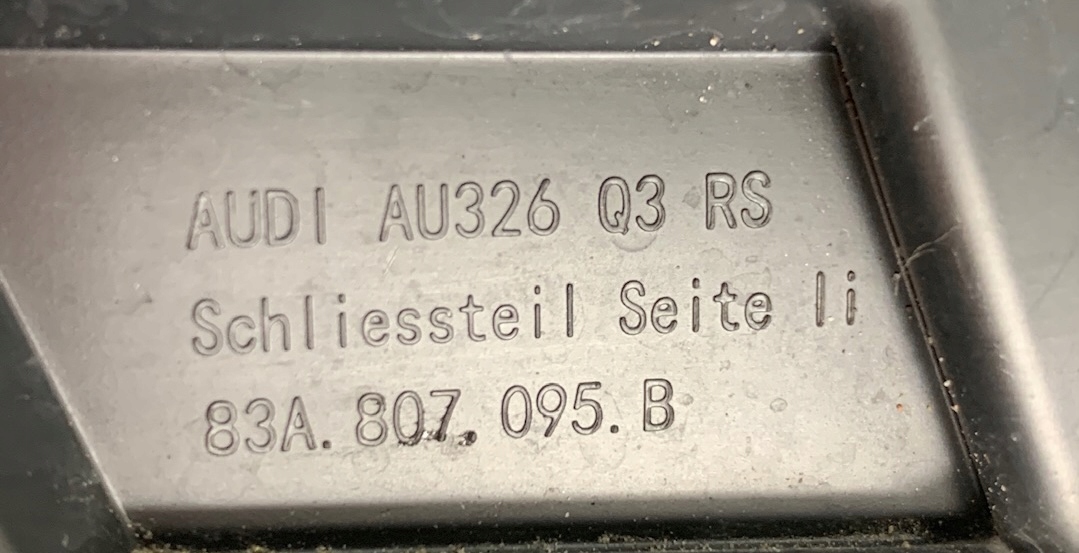 AUDI AU326 Q3 RS
Schliessteil Seite li
83A.807.095.B